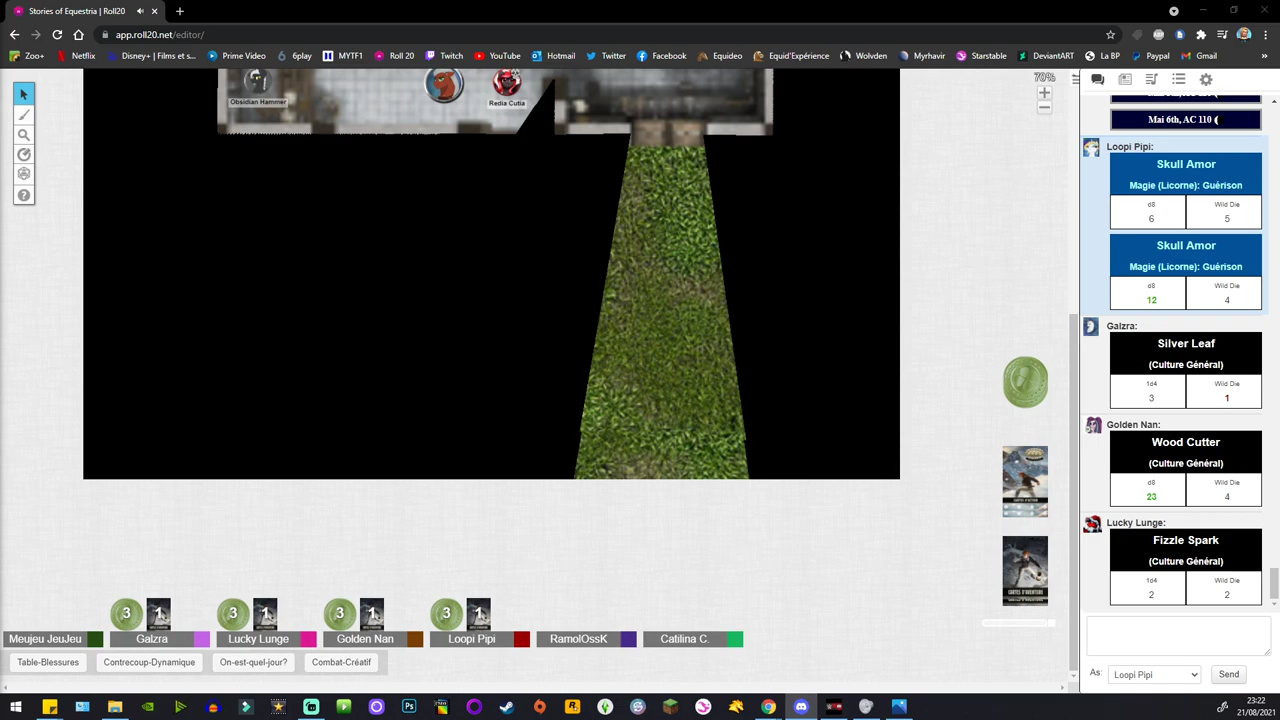 Stories of Equestria | Roll20
app.roll20.net/editor/
Zoo+
Netflix
Disney+ | Films et s...
Prime Video
6play
MYTF1
Roll 20
Twitch
YouTube
Hotmail
Twitter
Facebook
Equideo
Equid'Expérience
Wolvden
Myrhavir
Starstable
DeviantART
La BP
Paypal
Gmail
70%
Obsidian Hammer
Redia Cutia
Mai 6th, AC 110
Loopi Pipi:
Skull Amor
Magie (Licorne): Guérison
d8 Wild Die
6 5
Skull Amor
Magie (Licorne): Guérison
d8 Wild Die
12 4
Galzra:
Silver Leaf
(Culture Général)
1d4 Wild Die
3 1
Golden Nan:
Wood Cutter
(Culture Général)
d8 Wild Die
23 4
Lucky Lunge:
Fizzle Spark
(Culture Général)
1d4 Wild Die
2 2
CARTES D'AVENTURE
3 1 3 1 3 1 3 1
Meujeu JeuJeu Galzra Lucky Lunge Golden Nan Loopi Pipi RamolOssK Catilina C.
Table-Blessures Contrecoup-Dynamique On-est-quel-jour? Combat-Créatif
As: Loopi Pipi Send
23:22
21/08/2021